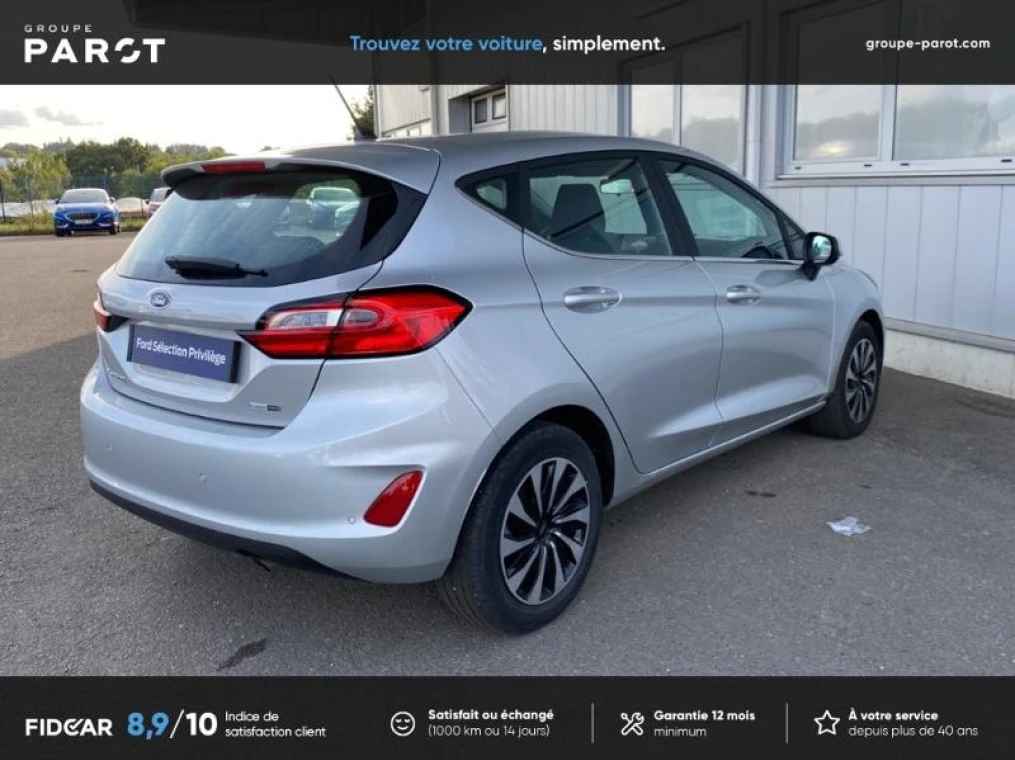 GROUPE
PAROT
Trouvez votre voiture, simplement.
groupe-parot.com
Ford
Ford Sélection Privilège
FIDCAR 8,9/10 Indice de
satisfaction client
Satisfait ou échangé
(1000 km ou 14 jours)
Garantie 12 mois
minimum
À votre service
depuis plus de 40 ans